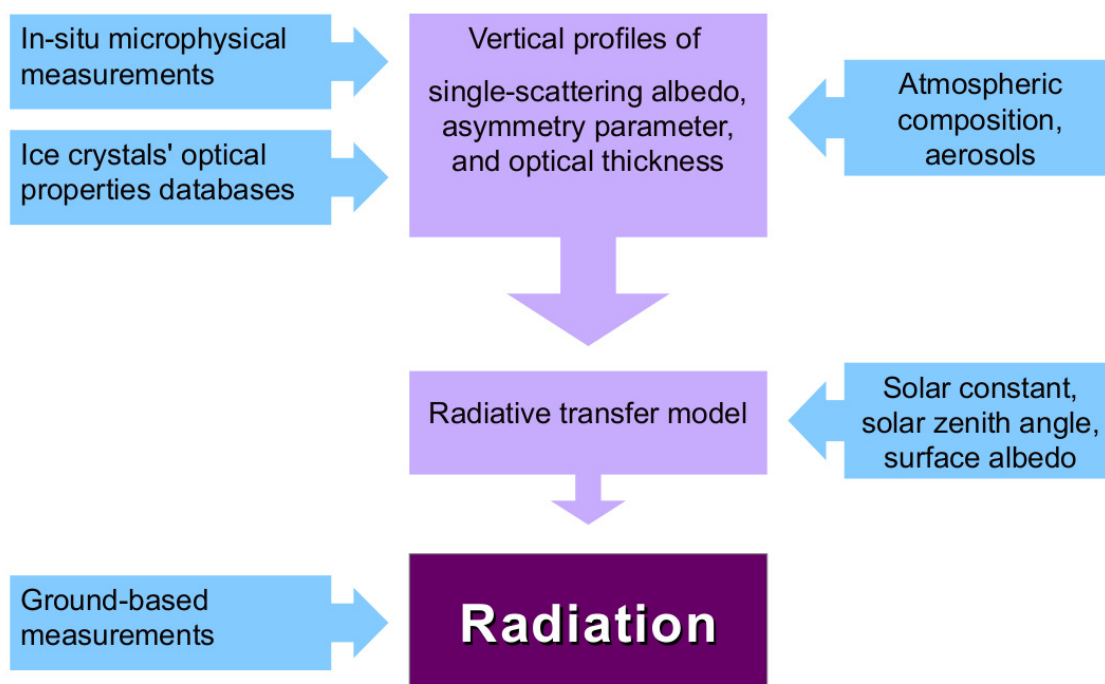 In-situ microphysical
measurements
Ice crystals' optical
properties databases
Vertical profiles of
single-scattering albedo,
asymmetry parameter,
and optical thickness
Atmospheric
composition,
aerosols
Radiative transfer model
Solar constant,
solar zenith angle,
surface albedo
Ground-based
measurements
Radiation